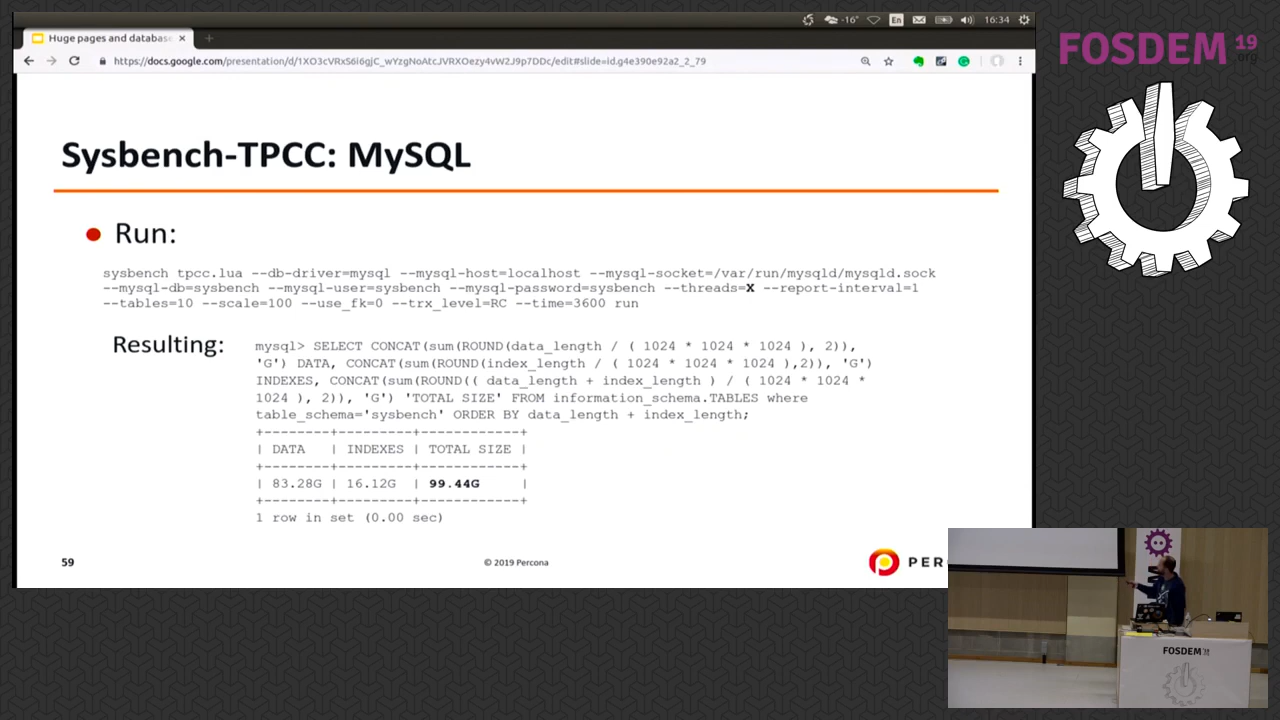 -16° En 16:34
Huge pages and database
https://docs.google.com/presentation/d/1XO3cVRxS6i6gjC_wYzgNoAtcJVRXOezy4vW2J9p7DDc/edit#slide=id.g4e390e92a2_2_79
FOSDEM 19
.org
Sysbench-TPCC: MySQL
Run:
sysbench tpcc.lua --db-driver=mysql --mysql-host=localhost --mysql-socket=/var/run/mysqld/mysqld.sock
--mysql-db=sysbench --mysql-user=sysbench --mysql-password=sysbench --threads=X --report-interval=1
--tables=10 --scale=100 --use_fk=0 --trx_level=RC --time=3600 run
Resulting:
mysql> SELECT CONCAT(sum(ROUND(data_length / ( 1024 * 1024 * 1024 ), 2)),
'G') DATA, CONCAT(sum(ROUND(index_length / ( 1024 * 1024 * 1024 ),2)), 'G')
INDEXES, CONCAT(sum(ROUND(( data_length + index_length ) / ( 1024 * 1024 *
1024 ), 2)), 'G') 'TOTAL SIZE' FROM information_schema.TABLES where
table_schema='sysbench' ORDER BY data_length + index_length;
+--------+---------+------------+
| DATA | INDEXES | TOTAL SIZE |
+--------+---------+------------+
| 83.28G | 16.12G | 99.44G |
+--------+---------+------------+
1 row in set (0.00 sec)
59
© 2019 Percona
PER
FOSDEM